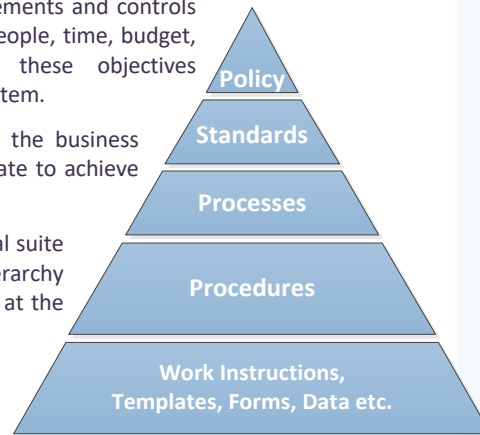 ements and controls
eople, time, budget,
these objectives
tem.
the business
ate to achieve
al suite
erarchy
at the
Policy
Standards
Processes
Procedures
Work Instructions,
Templates, Forms, Data etc.